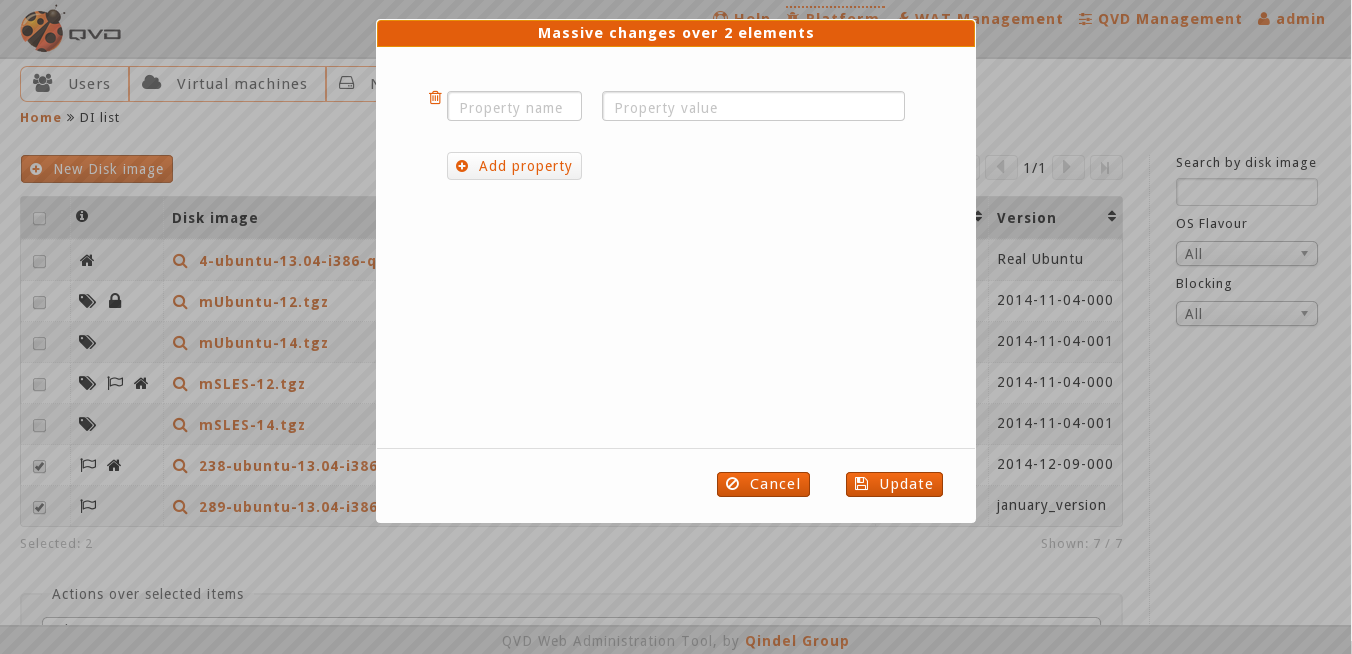 QVD
Help Platform WAT Management QVD Management admin
Massive changes over 2 elements
Users Virtual machines
Home » DI list
Property name Property value
Add property
New Disk image
1/1
Search by disk image
OS Flavour
All
Blocking
All
Disk image Version
4-ubuntu-13.04-i386-q Real Ubuntu
mUbuntu-12.tgz 2014-11-04-000
mUbuntu-14.tgz 2014-11-04-001
mSLES-12.tgz 2014-11-04-000
mSLES-14.tgz 2014-11-04-001
238-ubuntu-13.04-i386 2014-12-09-000
289-ubuntu-13.04-i386 january_version
Cancel Update
Selected: 2 Shown: 7 / 7
Actions over selected items
QVD Web Administration Tool, by Qindel Group